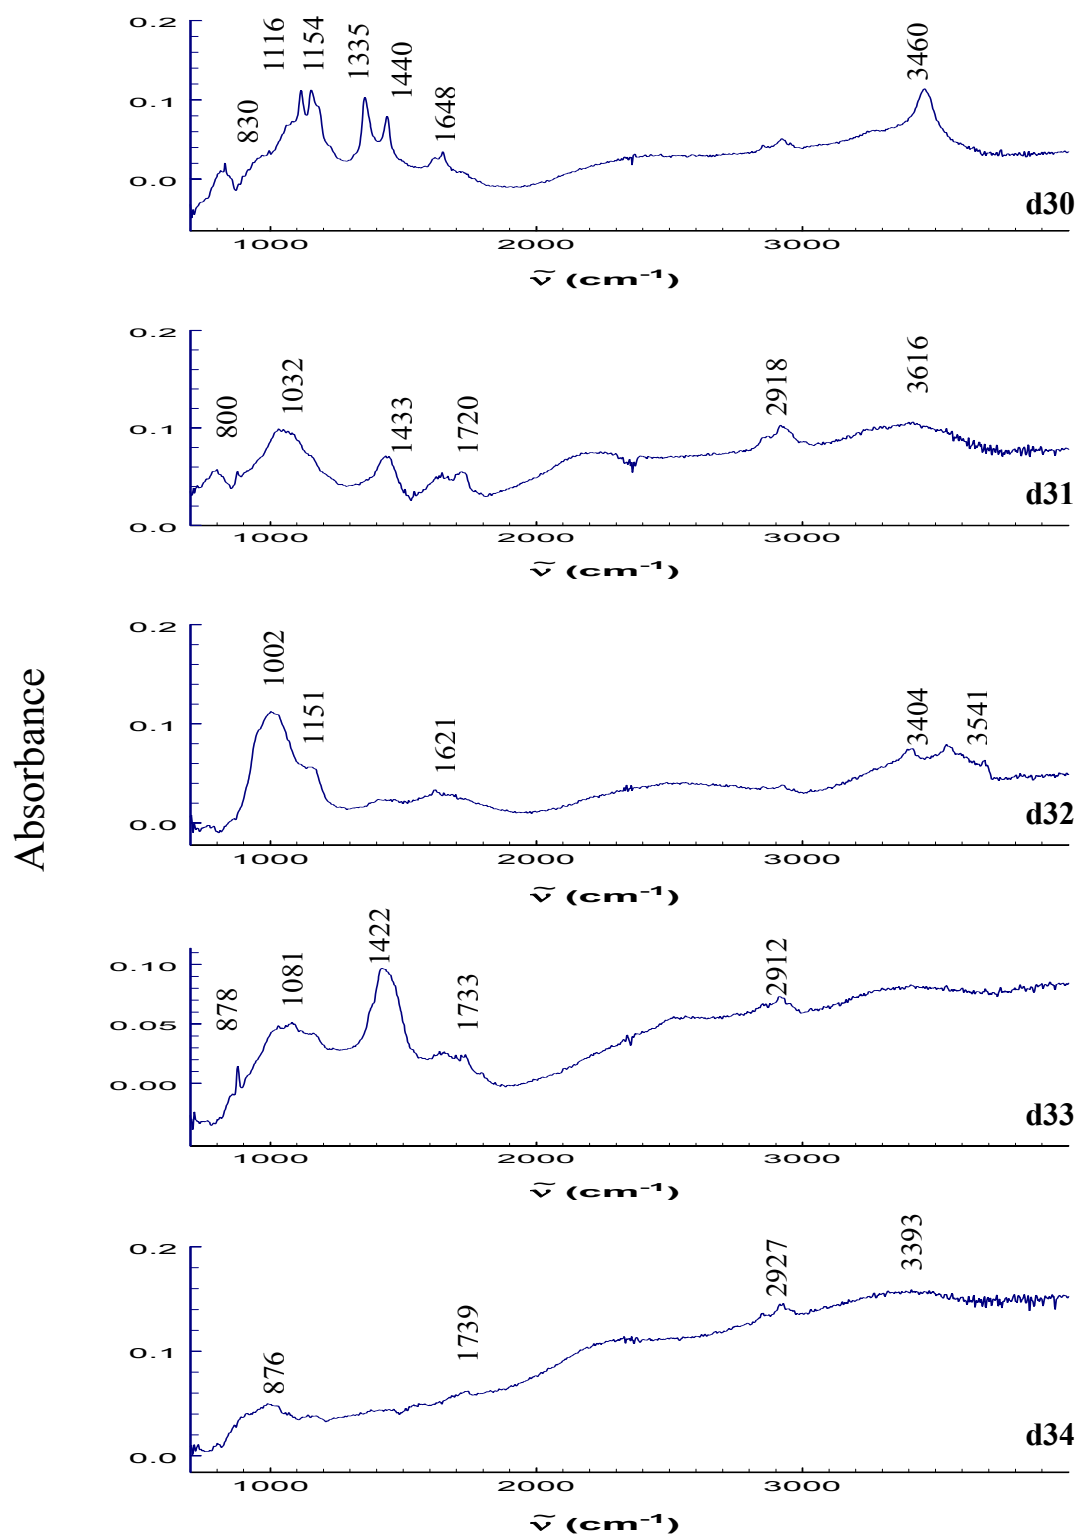 Absorbance
0.2
0.1
0.0
830
1116
1154
1335
1440
1648
3460
d30
1000 2000 3000
ν̃ (cm⁻¹)
0.2
0.1
0.0
800
1032
1433
1720
2918
3616
d31
1000 2000 3000
ν̃ (cm⁻¹)
0.2
0.1
0.0
1002
1151
1621
3404
3541
d32
1000 2000 3000
ν̃ (cm⁻¹)
0.10
0.05
0.00
878
1081
1422
1733
2912
d33
1000 2000 3000
ν̃ (cm⁻¹)
0.2
0.1
0.0
876
1739
2927
3393
d34
1000 2000 3000
ν̃ (cm⁻¹)